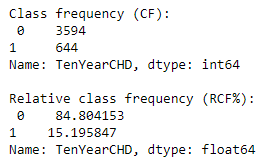 Class frequency (CF):
0    3594
1     644
Name: TenYearCHD, dtype: int64
Relative class frequency (RCF%):
0    84.804153
1    15.195847
Name: TenYearCHD, dtype: float64